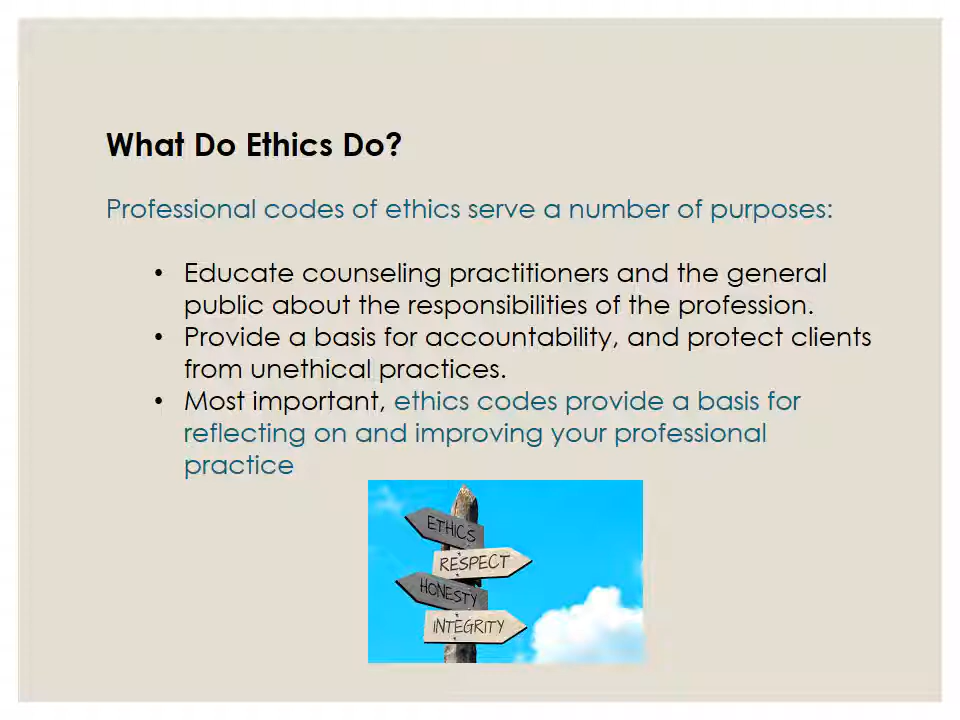 What Do Ethics Do?
Professional codes of ethics serve a number of purposes:
• Educate counseling practitioners and the general
public about the responsibilities of the profession.
• Provide a basis for accountability, and protect clients
from unethical practices.
• Most important, ethics codes provide a basis for
reflecting on and improving your professional
practice
ETHICS
RESPECT
HONESTY
INTEGRITY